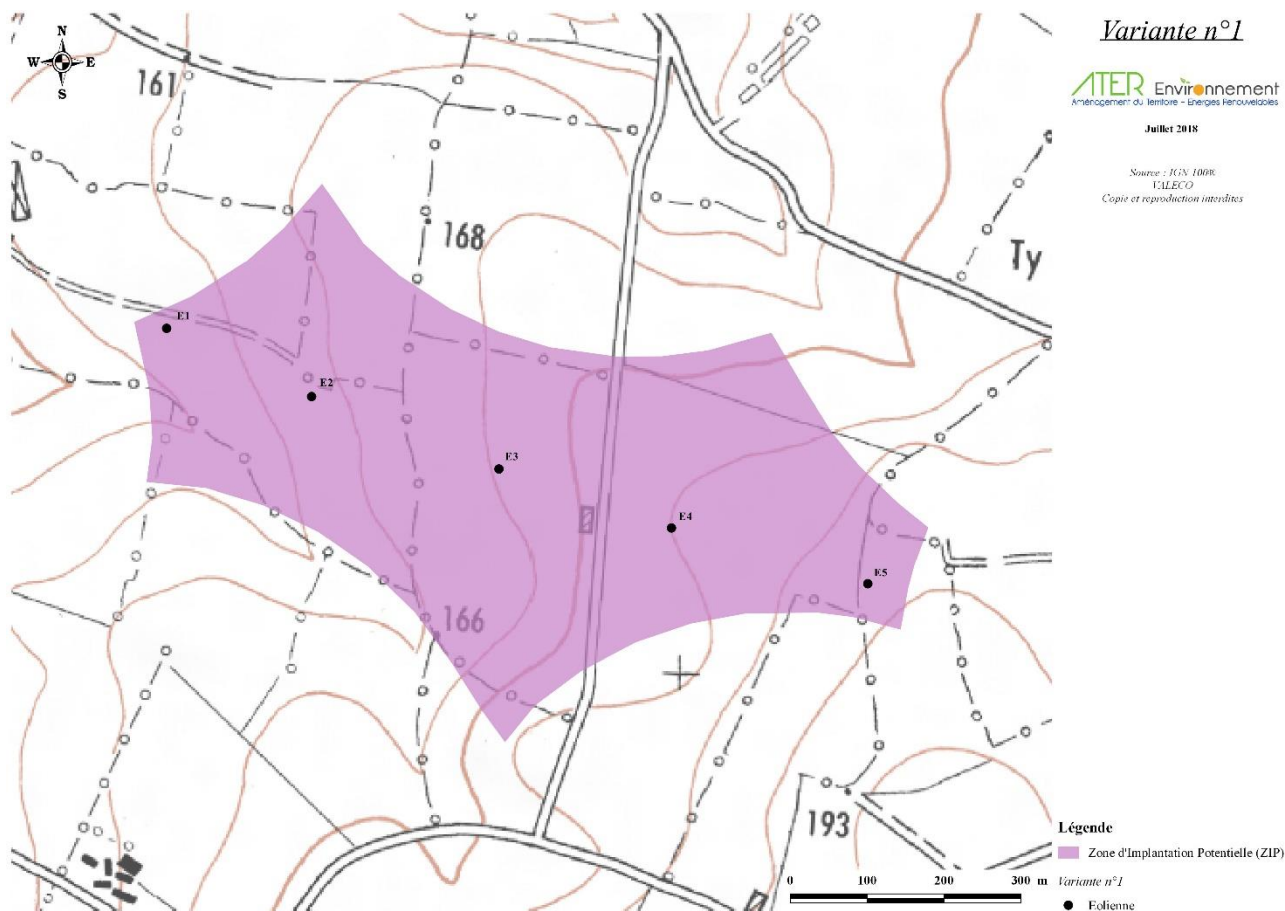 Variante n°1
ATER Environnement
Aménagement du Territoire - Energies Renouvelables
Juillet 2018
Source : IGN 100®
VALECO
Copie et reproduction interdites
N
W E
S
161
168
Ty
E1
E2
E3
E4
E5
166
193
Légende
Zone d'Implantation Potentielle (ZIP)
Variante n°1
Eolienne
0 100 200 300 m